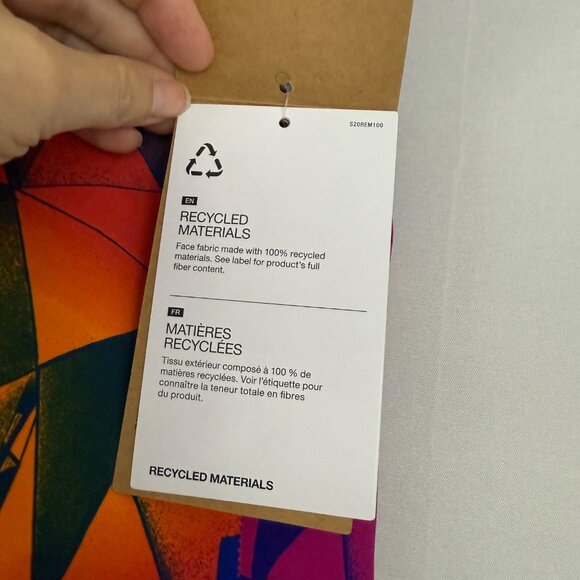 S20REM100
EN
RECYCLED
MATERIALS
Face fabric made with 100% recycled
materials. See label for product's full
fiber content.
FR
MATIÈRES
RECYCLÉES
Tissu extérieur composé à 100 % de
matières recyclées. Voir l'étiquette pour
connaître la teneur totale en fibres
du produit.
RECYCLED MATERIALS